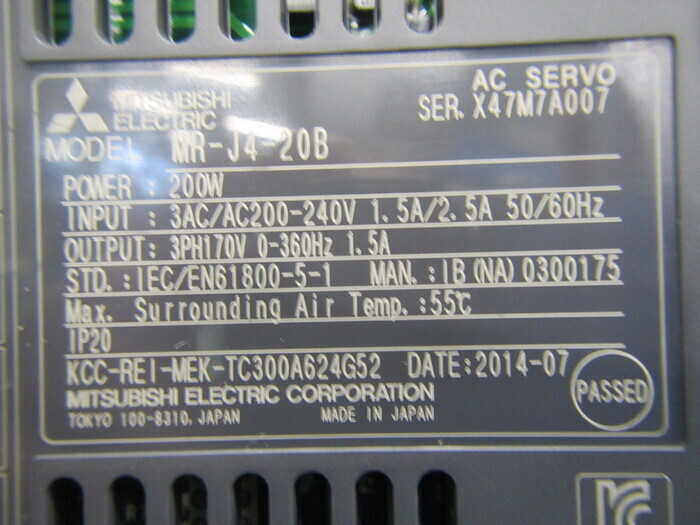 MITSUBISHI
ELECTRIC
AC SERVO
SER. X47M7A007
MODEL MR-J4-20B
POWER : 200W
INPUT : 3AC/AC200-240V 1.5A/2.5A 50/60Hz
OUTPUT: 3PH170V 0-360Hz 1.5A
STD. : IEC/EN61800-5-1 MAN. : IB(NA)0300175
Max. Surrounding Air Temp. :55℃
IP20
KCC-REI-MEK-TC300A624G52 DATE:2014-07
MITSUBISHI ELECTRIC CORPORATION
TOKYO 100-8310, JAPAN MADE IN JAPAN
PASSED